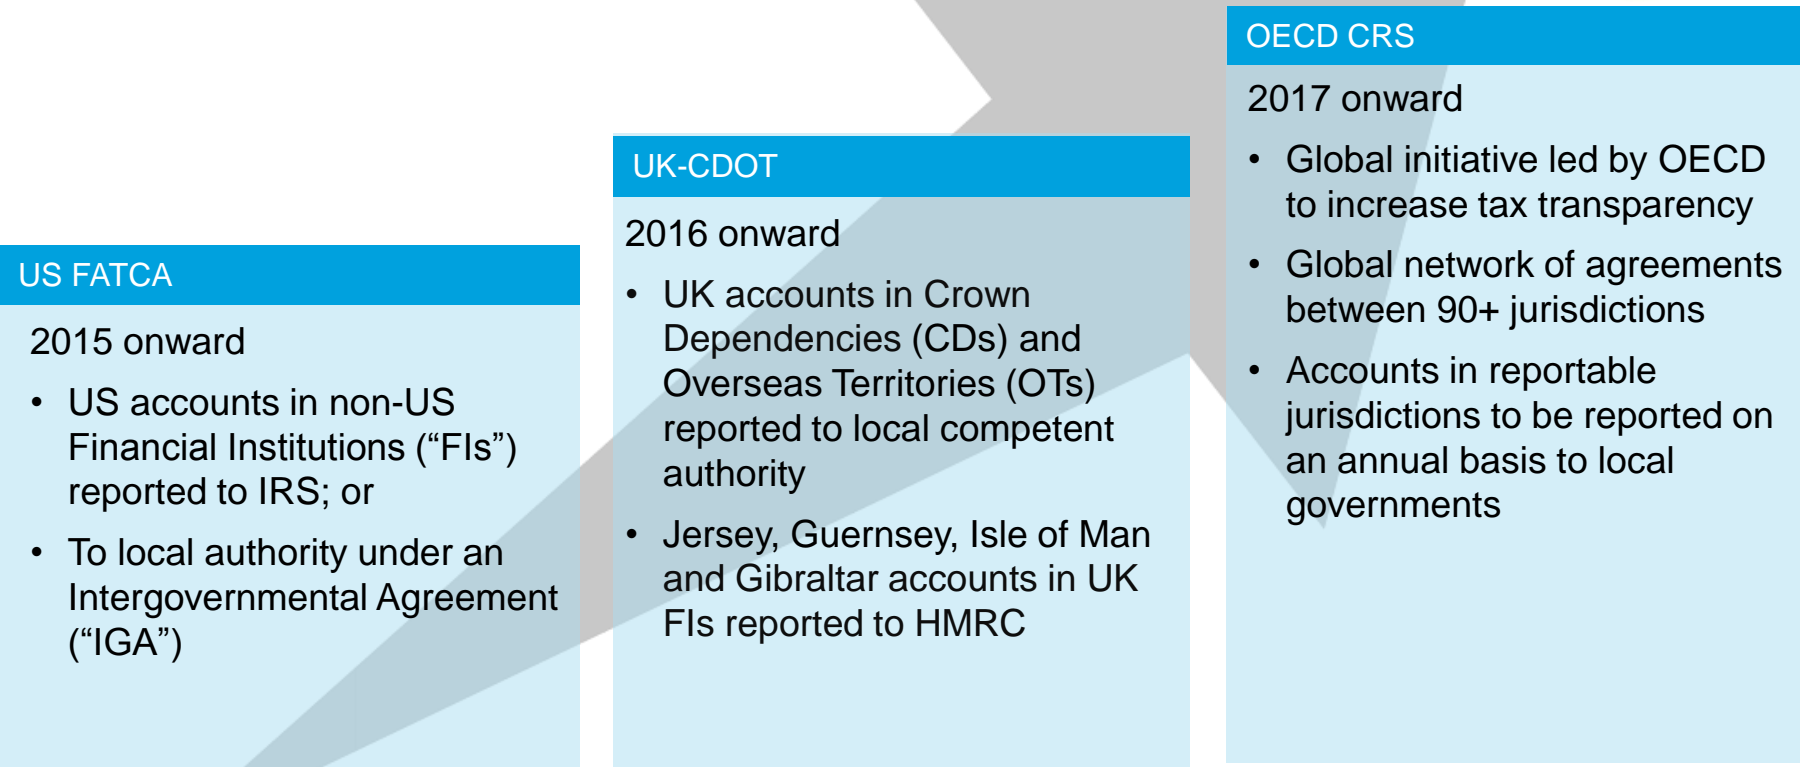 US FATCA
2015 onward
• US accounts in non-US
Financial Institutions (“FIs”)
reported to IRS; or
• To local authority under an
Intergovernmental Agreement
(“IGA”)
UK-CDOT
2016 onward
• UK accounts in Crown
Dependencies (CDs) and
Overseas Territories (OTs)
reported to local competent
authority
• Jersey, Guernsey, Isle of Man
and Gibraltar accounts in UK
FIs reported to HMRC
OECD CRS
2017 onward
• Global initiative led by OECD
to increase tax transparency
• Global network of agreements
between 90+ jurisdictions
• Accounts in reportable
jurisdictions to be reported on
an annual basis to local
governments